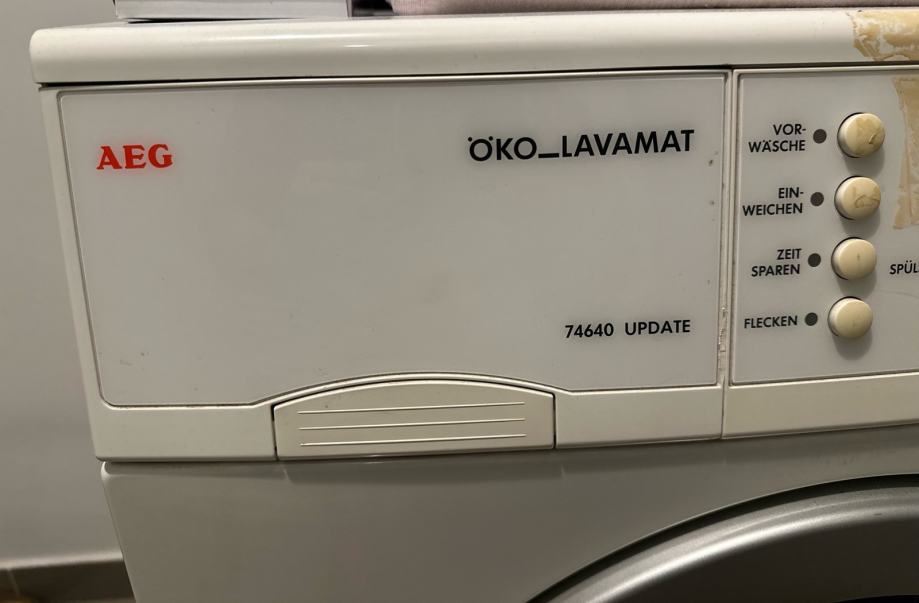 AEG
ÖKO_LAVAMAT
74640 UPDATE
VOR-
WÄSCHE
EIN-
WEICHEN
ZEIT
SPAREN
FLECKEN